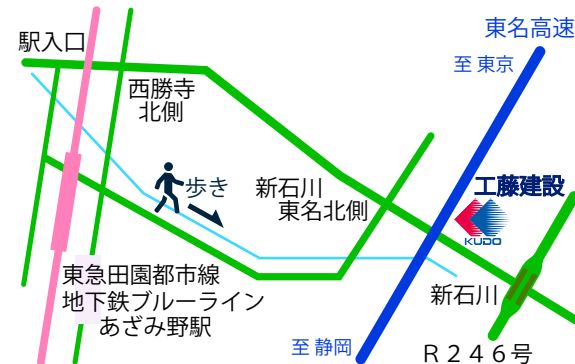 駅入口
東名高速
至 東京
西勝寺
北側
歩き
新石川
東名北側
工藤建設
KUDO
東急田園都市線
地下鉄ブルーライン
あざみ野駅
新石川
至 静岡
R246号